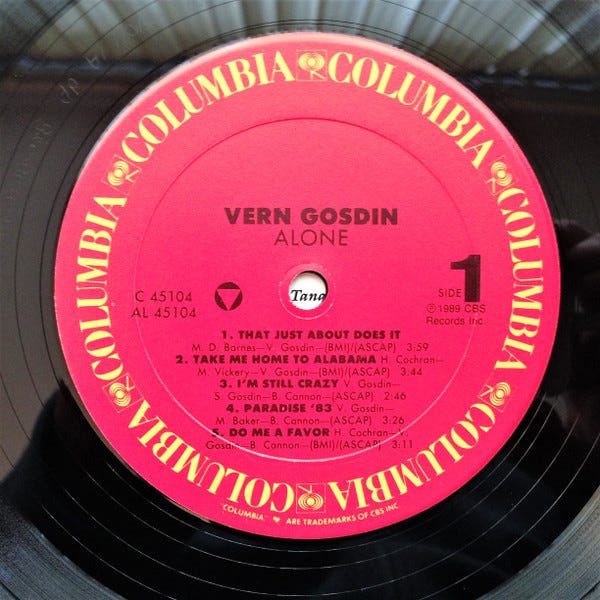 COLUMBIA COLUMBIA COLUMBIA COLUMBIA COLUMBIA COLUMBIA COLUMBIA
VERN GOSDIN
ALONE
C 45104
AL 45104
Tana
SIDE 1
℗ 1989 CBS
Records Inc.
1. THAT JUST ABOUT DOES IT
M. D. Barnes—V. Gosdin—(BMI)/(ASCAP) 3:59
2. TAKE ME HOME TO ALABAMA H. Cochran—
M. Vickery—V. Gosdin—(BMI)/(ASCAP) 3:44
3. I'M STILL CRAZY V. Gosdin—
S. Gosdin—B. Cannon—(ASCAP) 2:46
4. PARADISE '83 V. Gosdin—
M. Baker—B. Cannon—(ASCAP) 3:26
5. DO ME A FAVOR H. Cochran—V.
Gosdin—B. Cannon—(BMI)/(ASCAP) 3:11
"COLUMBIA," ARE TRADEMARKS OF CBS INC.